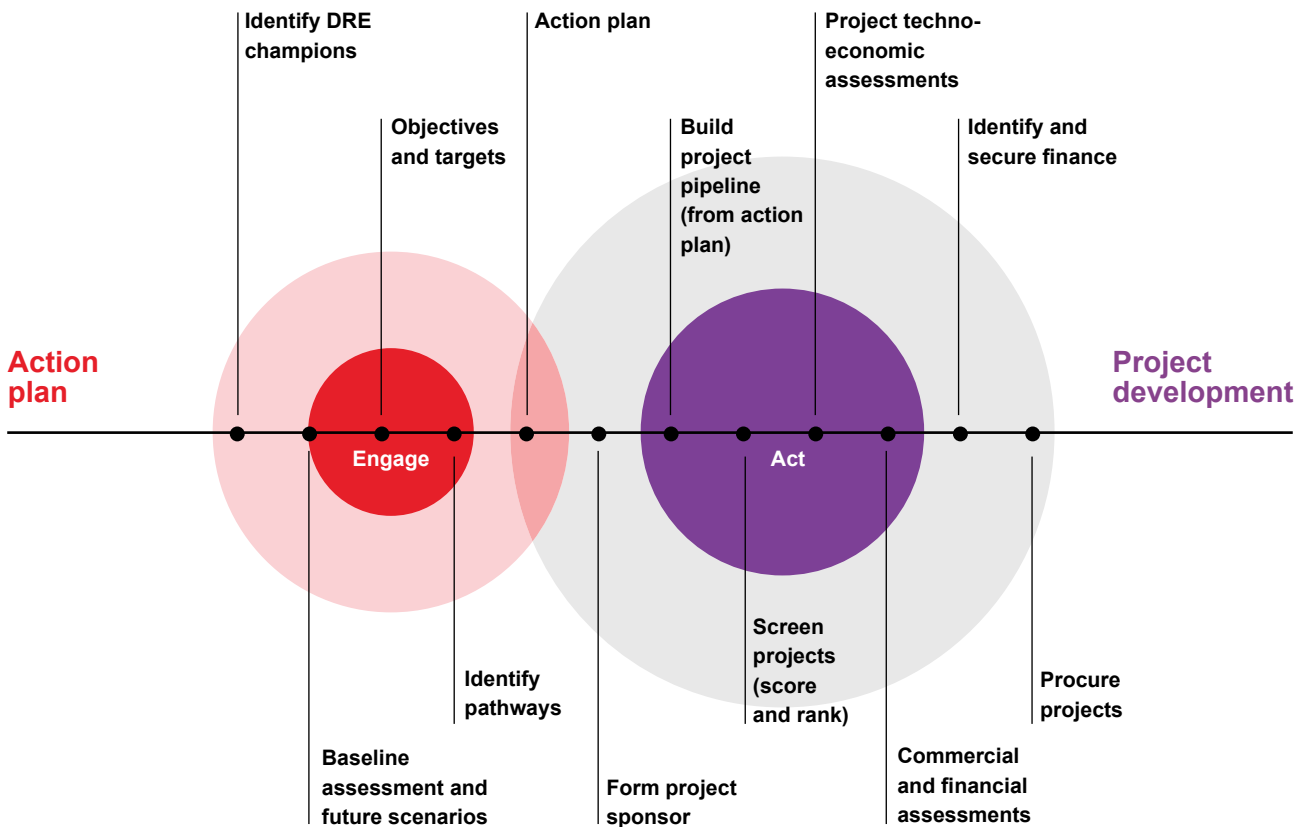 Identify DRE
champions
Action plan
Project techno-
economic
assessments
Objectives
and targets
Build
project
pipeline
(from action
plan)
Identify and
secure finance
Action
plan
Project
development
Engage
Act
Screen
projects
(score
and rank)
Identify
pathways
Procure
projects
Baseline
assessment and
future scenarios
Form project
sponsor
Commercial
and financial
assessments